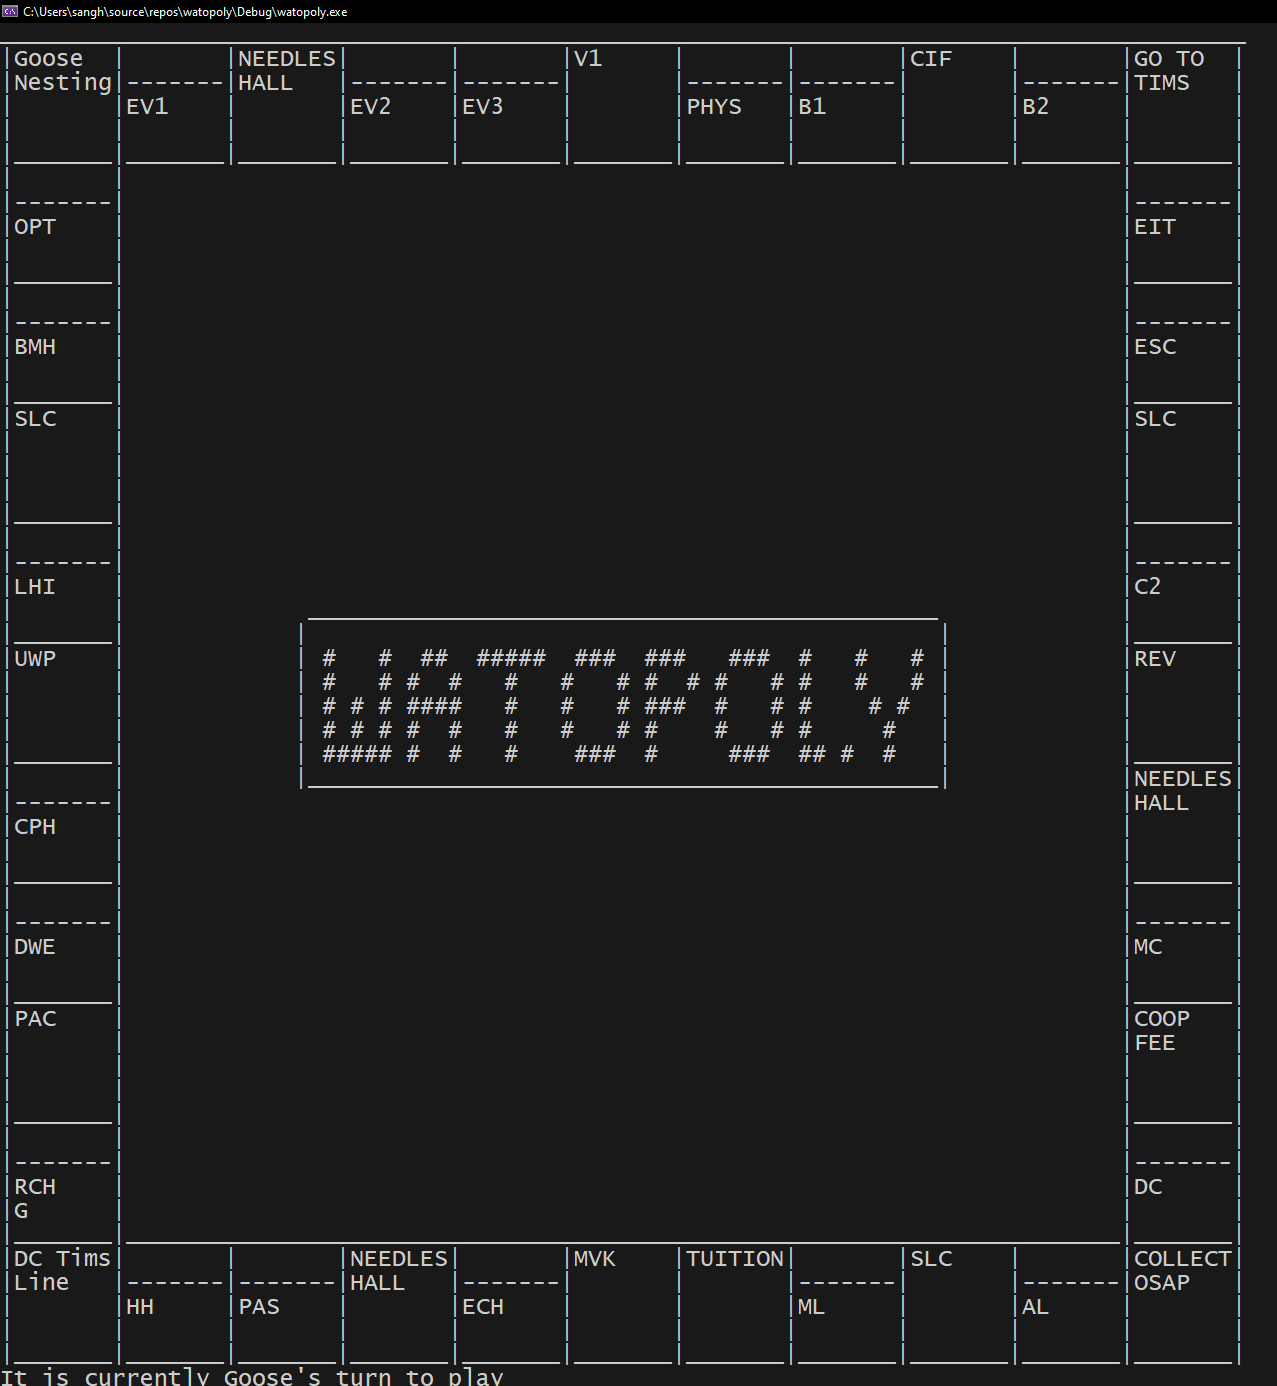 C:\Users\sangh\source\repos\watopoly\Debug\watopoly.exe
Goose NEEDLES V1 CIF GO TO
Nesting HALL TIMS
EV1 EV2 EV3 PHYS B1 B2
OPT EIT
BMH ESC
SLC SLC
LHI C2
UWP REV
WATOPOLY
NEEDLES
HALL
CPH
DWE MC
PAC COOP
FEE
RCH DC
G
DC Tims NEEDLES MVK TUITION SLC COLLECT
Line HALL OSAP
HH PAS ECH ML AL
It is currently Goose's turn to play